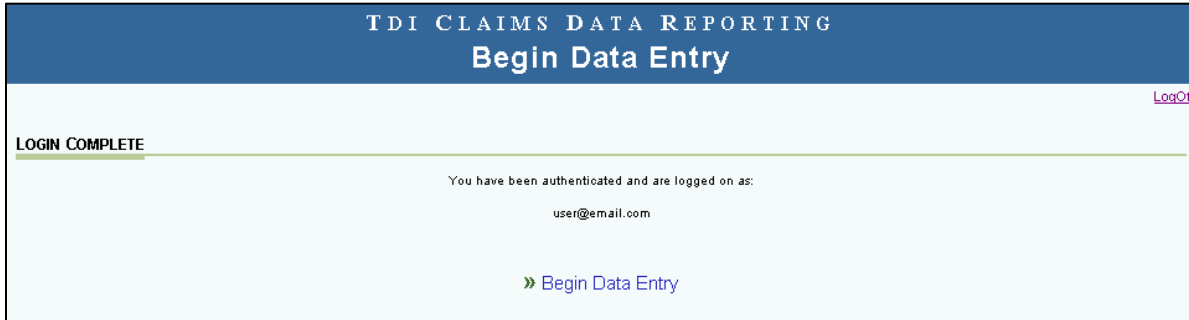 TDI CLAIMS DATA REPORTING
Begin Data Entry
LogOf
LOGIN COMPLETE
You have been authenticated and are logged on as:
user@email.com
» Begin Data Entry